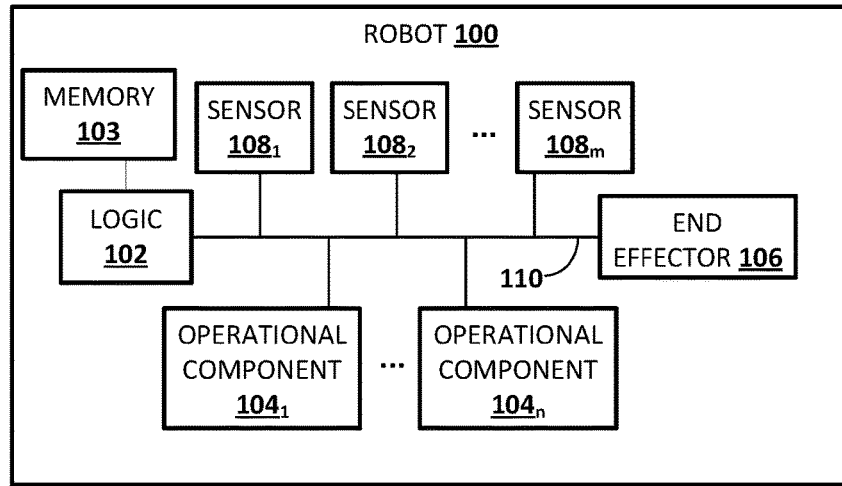 ROBOT 100
MEMORY
103
SENSOR
108₁
SENSOR
108₂
...
SENSOR
108ₘ
LOGIC
102
END
EFFECTOR 106
110
OPERATIONAL
COMPONENT
104₁
...
OPERATIONAL
COMPONENT
104ₙ